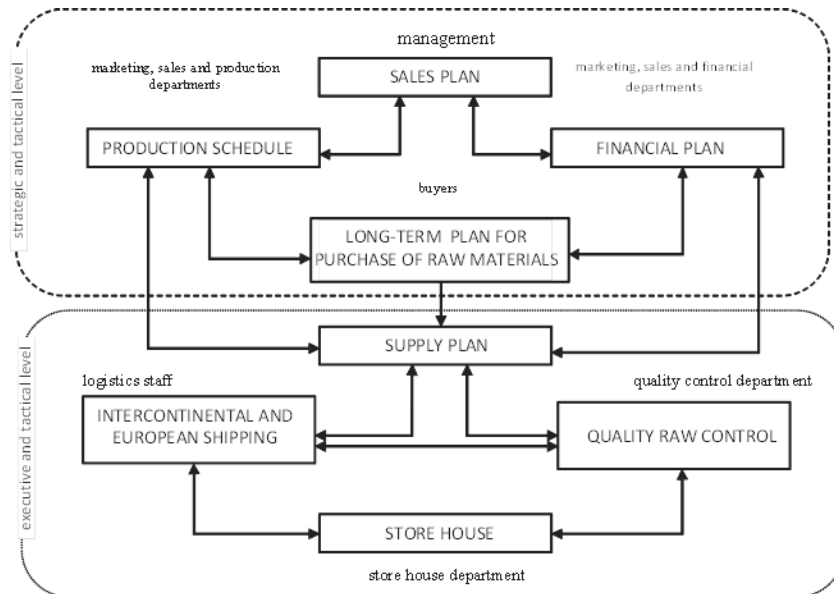 management
marketing, sales and production
departments
SALES PLAN
marketing, sales and financial
departments
PRODUCTION SCHEDULE
FINANCIAL PLAN
buyers
LONG-TERM PLAN FOR
PURCHASE OF RAW MATERIALS
strategic and tactical level
SUPPLY PLAN
logistics staff
quality control department
INTERCONTINENTAL AND
EUROPEAN SHIPPING
QUALITY RAW CONTROL
STORE HOUSE
store house department
executive and tactical level